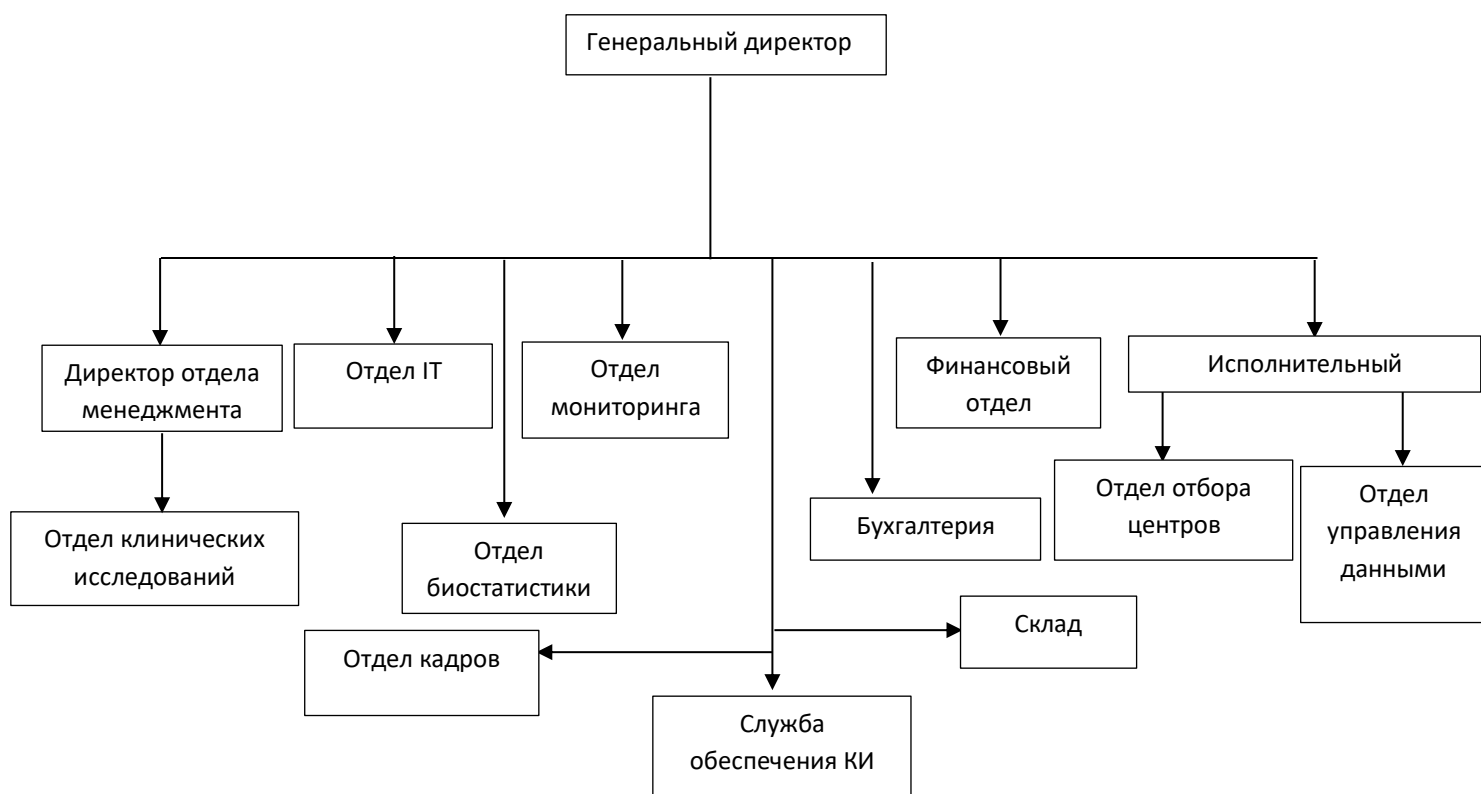 Генеральный директор
Директор отдела
менеджмента
Отдел IT
Отдел
мониторинга
Финансовый
отдел
Исполнительный
Отдел клинических
исследований
Отдел
биостатистики
Бухгалтерия
Отдел отбора
центров
Отдел
управления
данными
Отдел кадров
Склад
Служба
обеспечения КИ